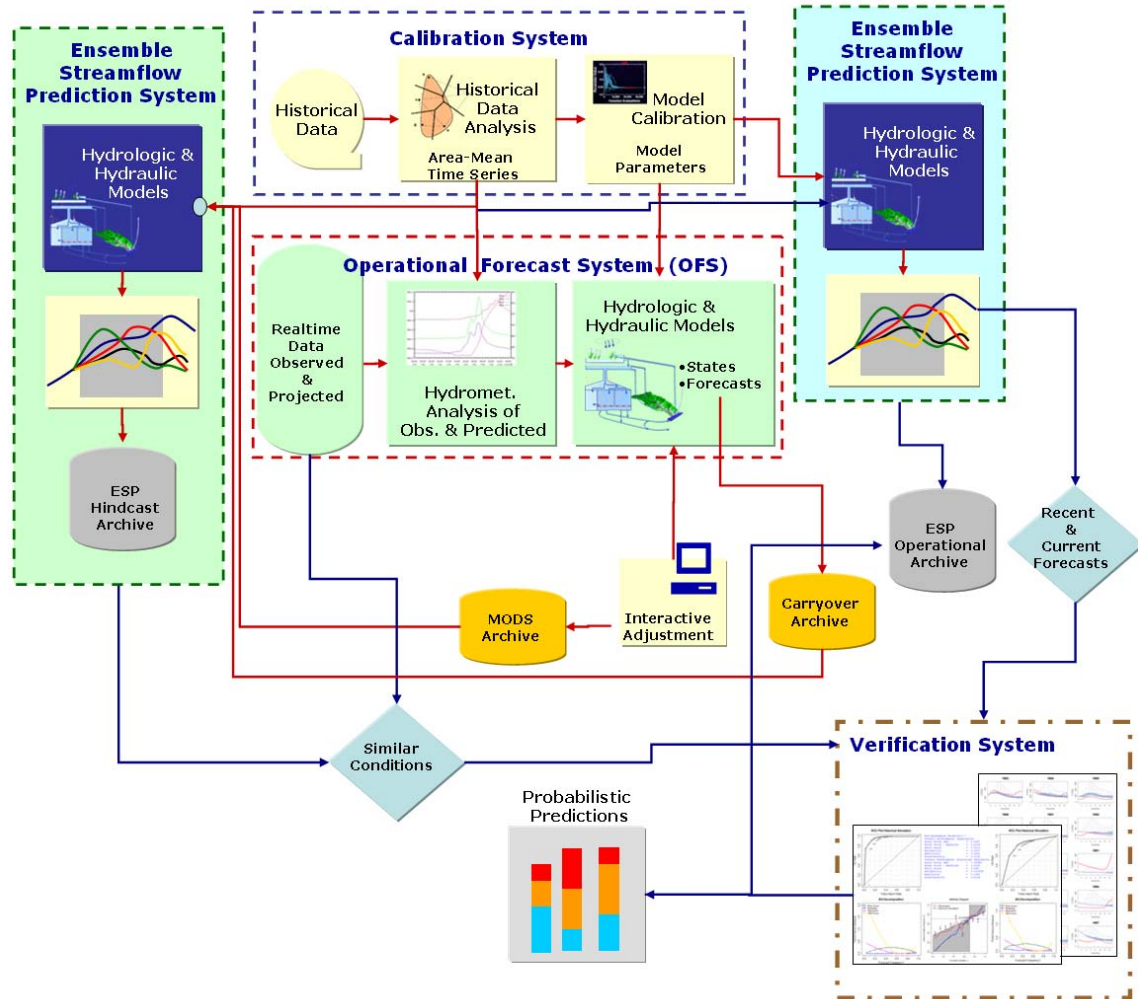 Ensemble
Streamflow
Prediction System
Hydrologic &
Hydraulic
Models
ESP
Hindcast
Archive
Calibration System
Historical
Data
Historical
Data
Analysis
Area-Mean
Time Series
Model
Calibration
Model
Parameters
Ensemble
Streamflow
Prediction System
Hydrologic &
Hydraulic
Models
Operational Forecast System (OFS)
Realtime
Data
Observed
&
Projected
Hydromet.
Analysis of
Obs. & Predicted
Hydrologic &
Hydraulic Models
•States
•Forecasts
ESP
Operational
Archive
Recent
&
Current
Forecasts
MODS
Archive
Interactive
Adjustment
Carryover
Archive
Similar
Conditions
Verification System
Probabilistic
Predictions